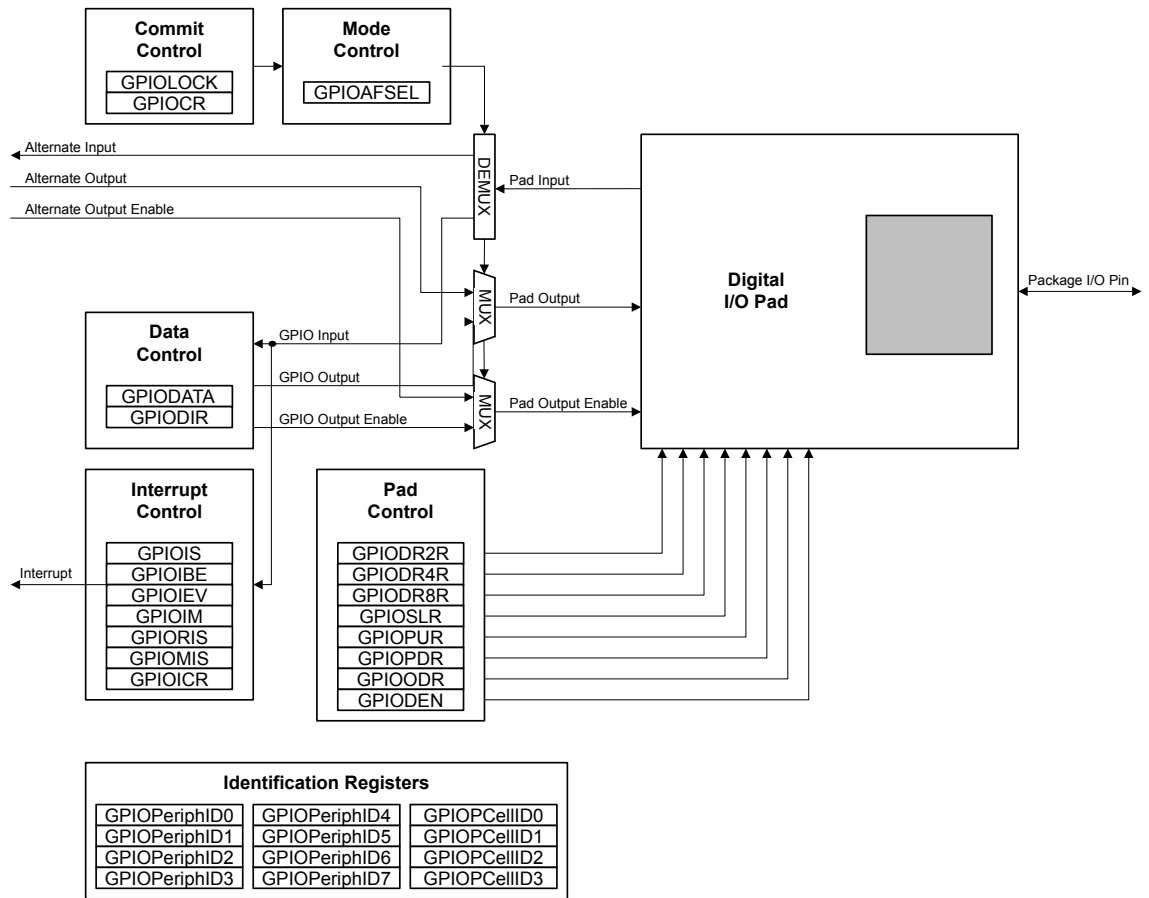 Commit
Control
GPIOLOCK
GPIOCR
Mode
Control
GPIOAFSEL
Alternate Input
Alternate Output
Alternate Output Enable
DEMUX
Pad Input
MUX
Pad Output
MUX
Pad Output Enable
Digital
I/O Pad
Package I/O Pin
Data
Control
GPIODATA
GPIODIR
GPIO Input
GPIO Output
GPIO Output Enable
Interrupt
Control
GPIOIS
GPIOIBE
GPIOIEV
GPIOIM
GPIORIS
GPIOMIS
GPIOICR
Interrupt
Pad
Control
GPIODR2R
GPIODR4R
GPIODR8R
GPIOSLR
GPIOPUR
GPIOPDR
GPIOODR
GPIODEN
Identification Registers
GPIOPeriphID0
GPIOPeriphID1
GPIOPeriphID2
GPIOPeriphID3
GPIOPeriphID4
GPIOPeriphID5
GPIOPeriphID6
GPIOPeriphID7
GPIOPCellID0
GPIOPCellID1
GPIOPCellID2
GPIOPCellID3